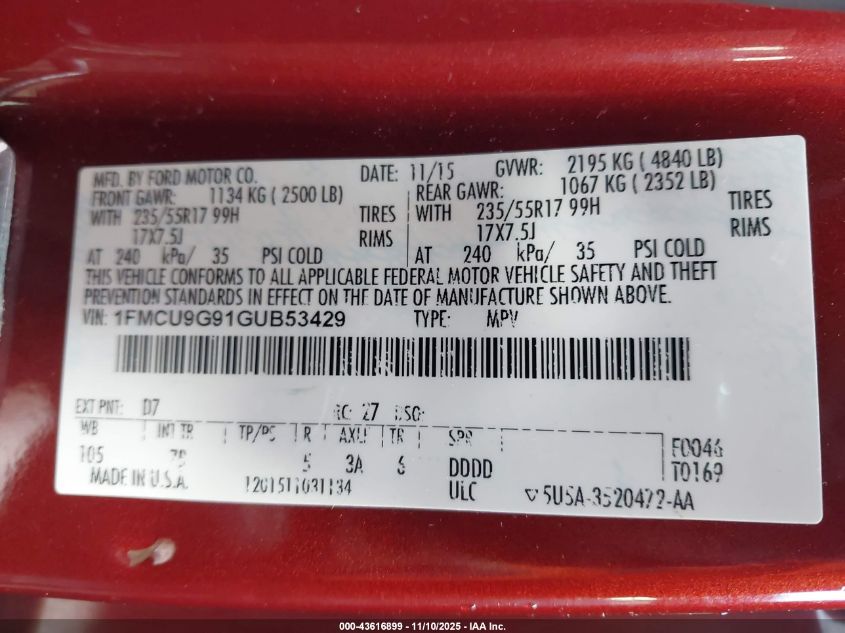 MFD. BY FORD MOTOR CO. DATE: 11/15 GVWR: 2195 KG ( 4840 LB)
FRONT GAWR: 1134 KG ( 2500 LB) REAR GAWR: 1067 KG ( 2352 LB)
WITH 235/55R17 99H TIRES WITH 235/55R17 99H TIRES
17X7.5J RIMS 17X7.5J RIMS
AT 240 kPa/ 35 PSI COLD AT 240 kPa/ 35 PSI COLD
THIS VEHICLE CONFORMS TO ALL APPLICABLE FEDERAL MOTOR VEHICLE SAFETY AND THEFT
PREVENTION STANDARDS IN EFFECT ON THE DATE OF MANUFACTURE SHOWN ABOVE.
VIN: 1FMCU9G91GUB53429 TYPE: MPV
EXT PNT: D7 RC: 27 DSO:
WB INT TR TP/PS R AXLE TR SPR F0046
105 5 3A 6 DDDD T0169
MADE IN U.S.A. ULC 5U5A-3520472-AA
000-43616899 - 11/10/2025 - IAA Inc.